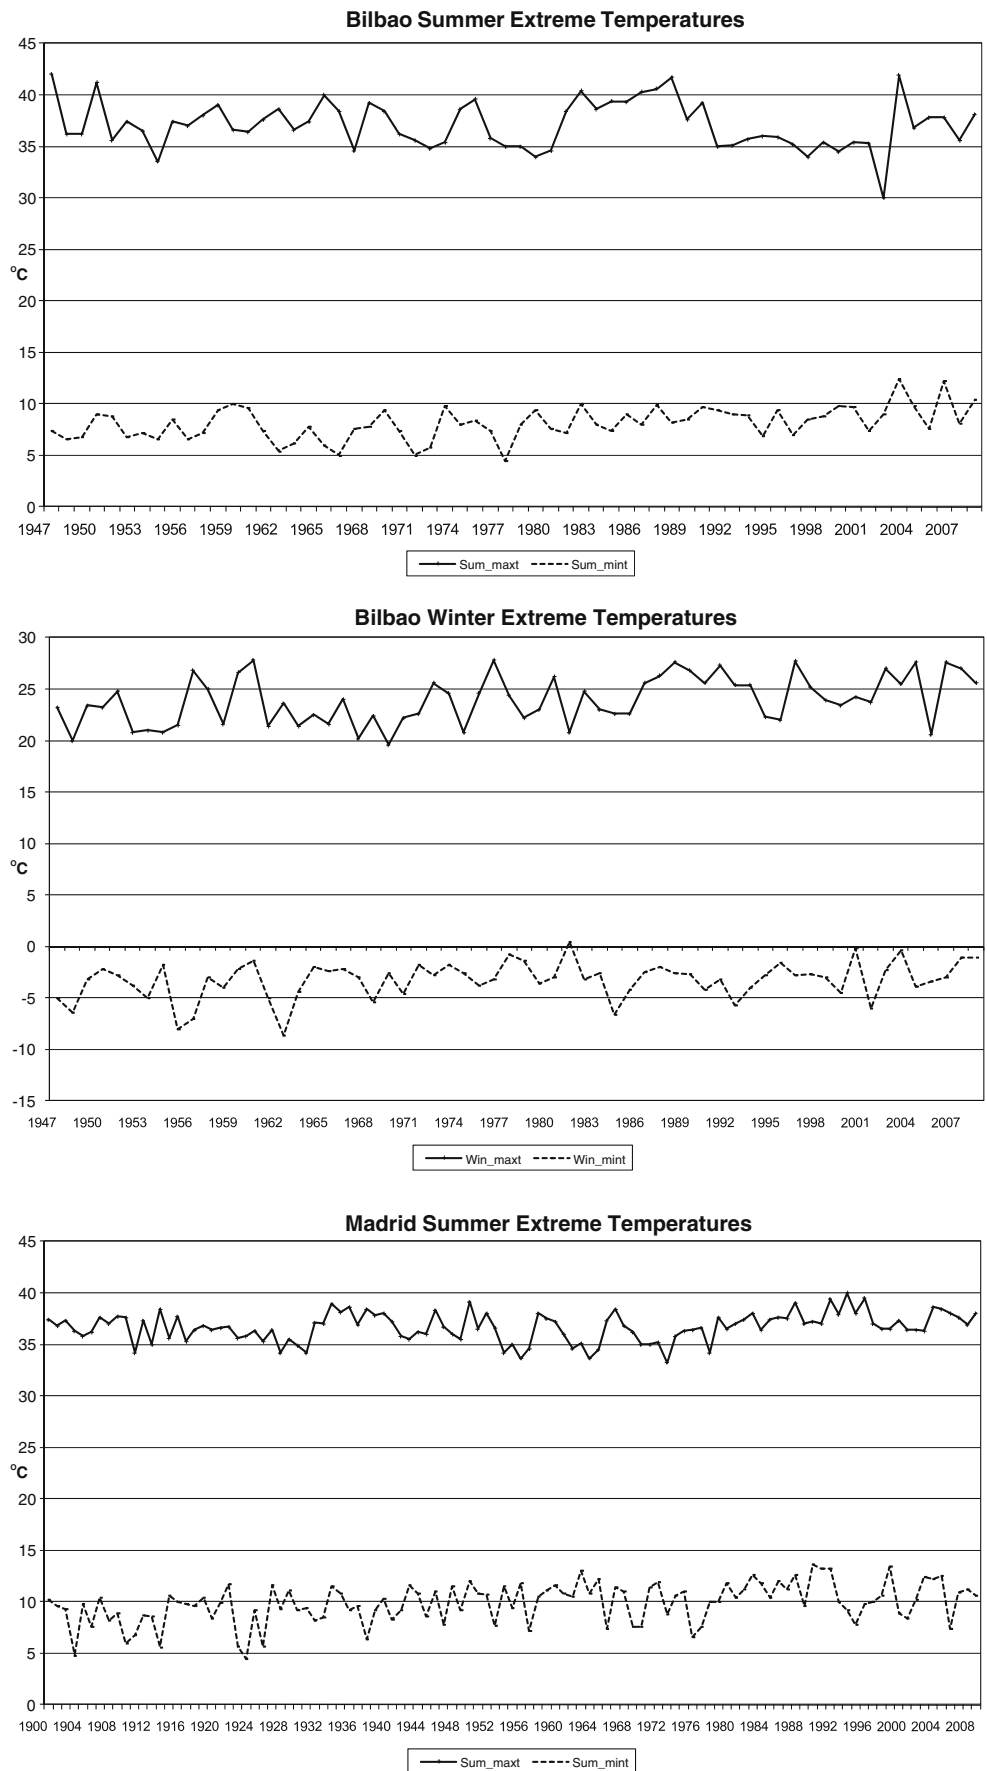 Bilbao Summer Extreme Temperatures
45
40
35
30
25
°C
20
15
10
5
0
1947 1950 1953 1956 1959 1962 1965 1968 1971 1974 1977 1980 1983 1986 1989 1992 1995 1998 2001 2004 2007
Sum_maxt Sum_mint
Bilbao Winter Extreme Temperatures
30
25
20
15
10
°C
5
0
-5
-10
-15
1947 1950 1953 1956 1959 1962 1965 1968 1971 1974 1977 1980 1983 1986 1989 1992 1995 1998 2001 2004 2007
Win_maxt Win_mint
Madrid Summer Extreme Temperatures
45
40
35
30
25
°C
20
15
10
5
0
1900 1904 1908 1912 1916 1920 1924 1928 1932 1936 1940 1944 1948 1952 1956 1960 1964 1968 1972 1976 1980 1984 1988 1992 1996 2000 2004 2008
Sum_maxt Sum_mint